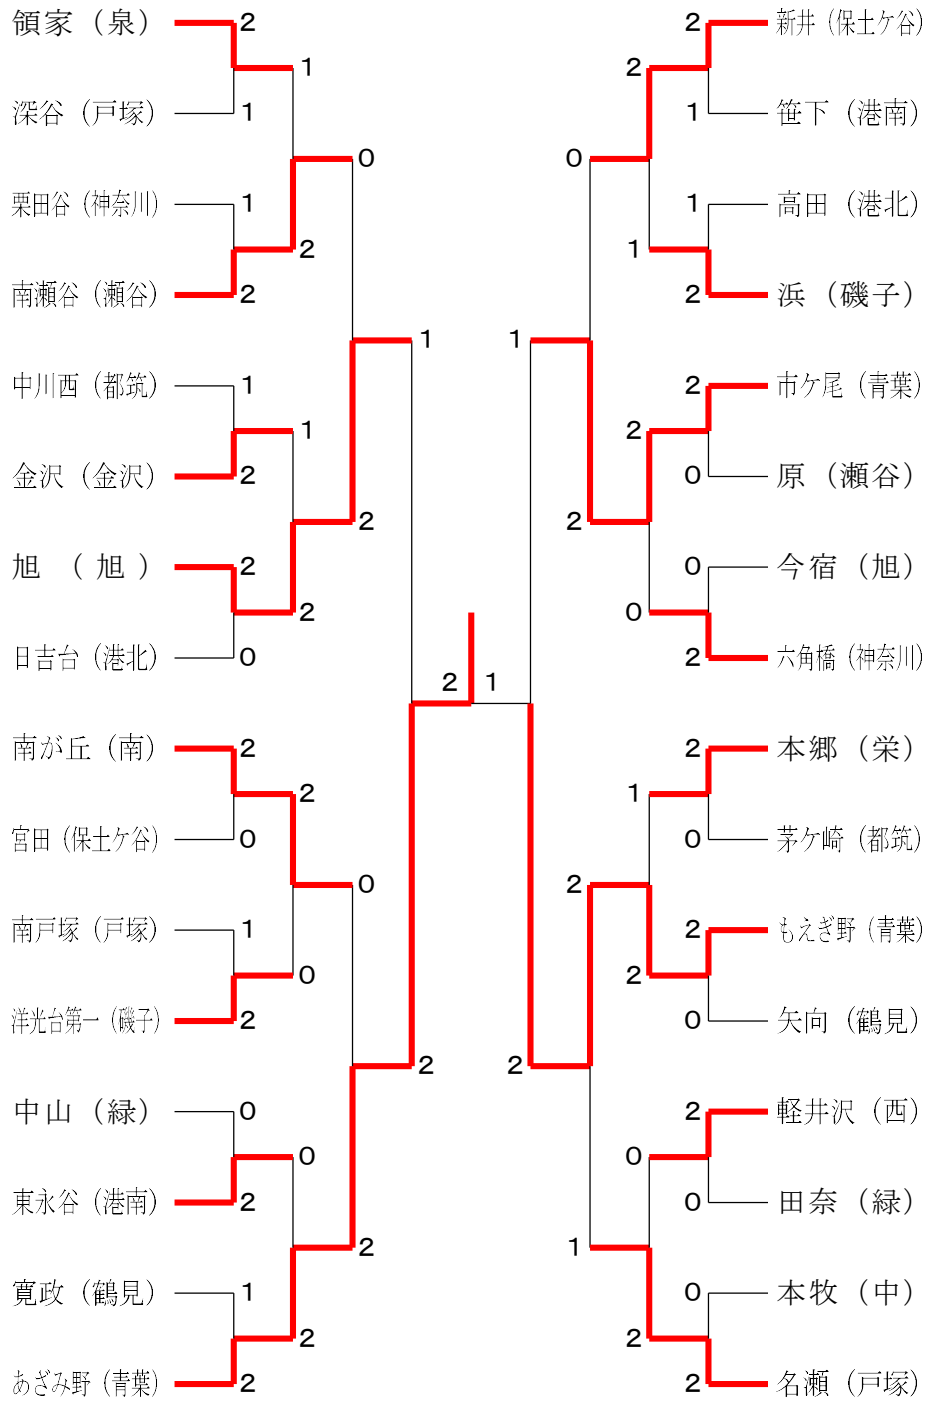 領家（泉） 2
1
深谷（戸塚） 1
0
栗田谷（神奈川） 1
2
南瀬谷（瀬谷） 2
1
中川西（都筑） 1
1
金沢（金沢） 2
2
旭（旭） 2
2
日吉台（港北） 0
2
南が丘（南） 2
2
宮田（保土ケ谷） 0
0
南戸塚（戸塚） 1
0
洋光台第一（磯子） 2
2
中山（緑） 0
0
東永谷（港南） 2
2
寛政（鶴見） 1
2
あざみ野（青葉） 2
2 新井（保土ケ谷）
2
1 笹下（港南）
0
1 高田（港北）
1
2 浜（磯子）
1
2 市ケ尾（青葉）
2
0 原（瀬谷）
2
0 今宿（旭）
0
2 六角橋（神奈川）
1
2 本郷（栄）
1
0 茅ケ崎（都筑）
2
2 もえぎ野（青葉）
2
0 矢向（鶴見）
2
2 軽井沢（西）
0
0 田奈（緑）
1
0 本牧（中）
2
2 名瀬（戸塚）